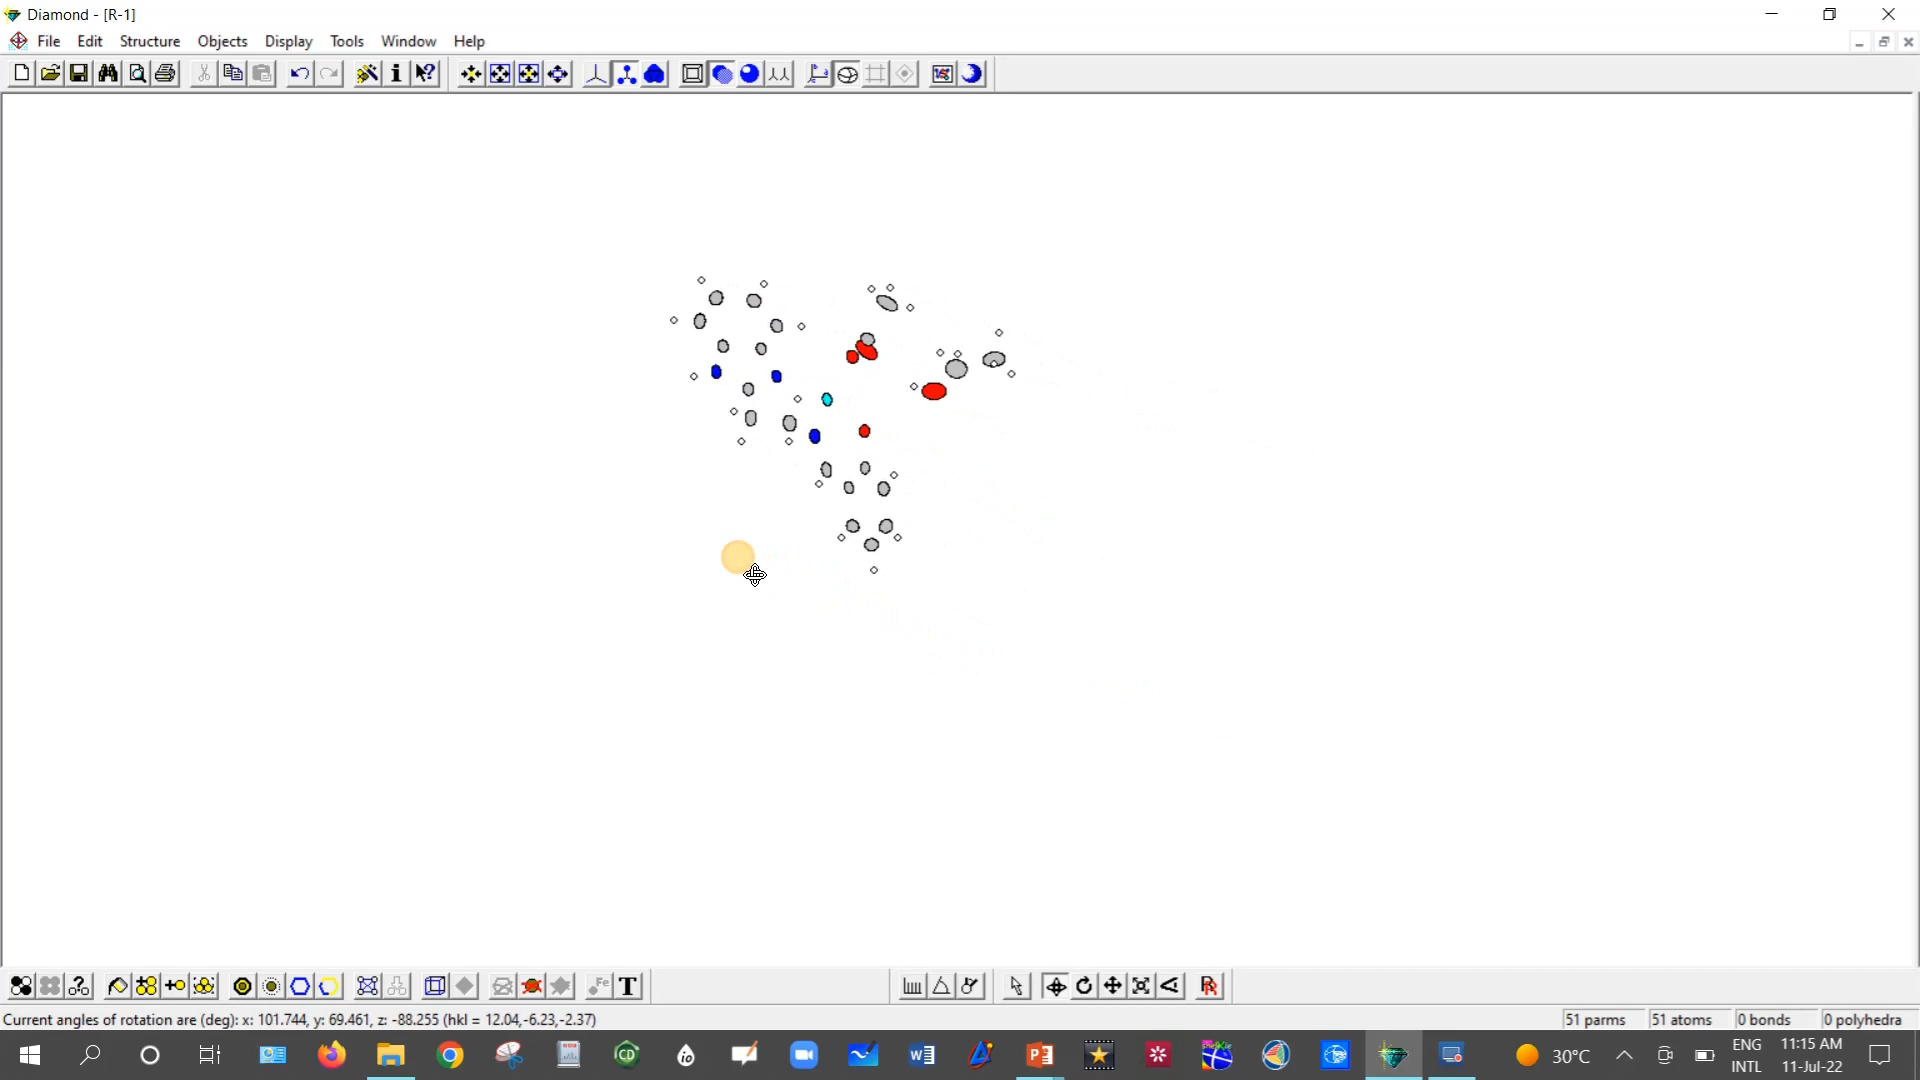 Diamond - [R-1]
File Edit Structure Objects Display Tools Window Help
Current angles of rotation are (deg): x: 101.744, y: 69.461, z: -88.255 (hkl = 12.04,-6.23,-2.37)
51 parms 51 atoms 0 bonds 0 polyhedra
30°C
ENG
INTL
11:15 AM
11-Jul-22